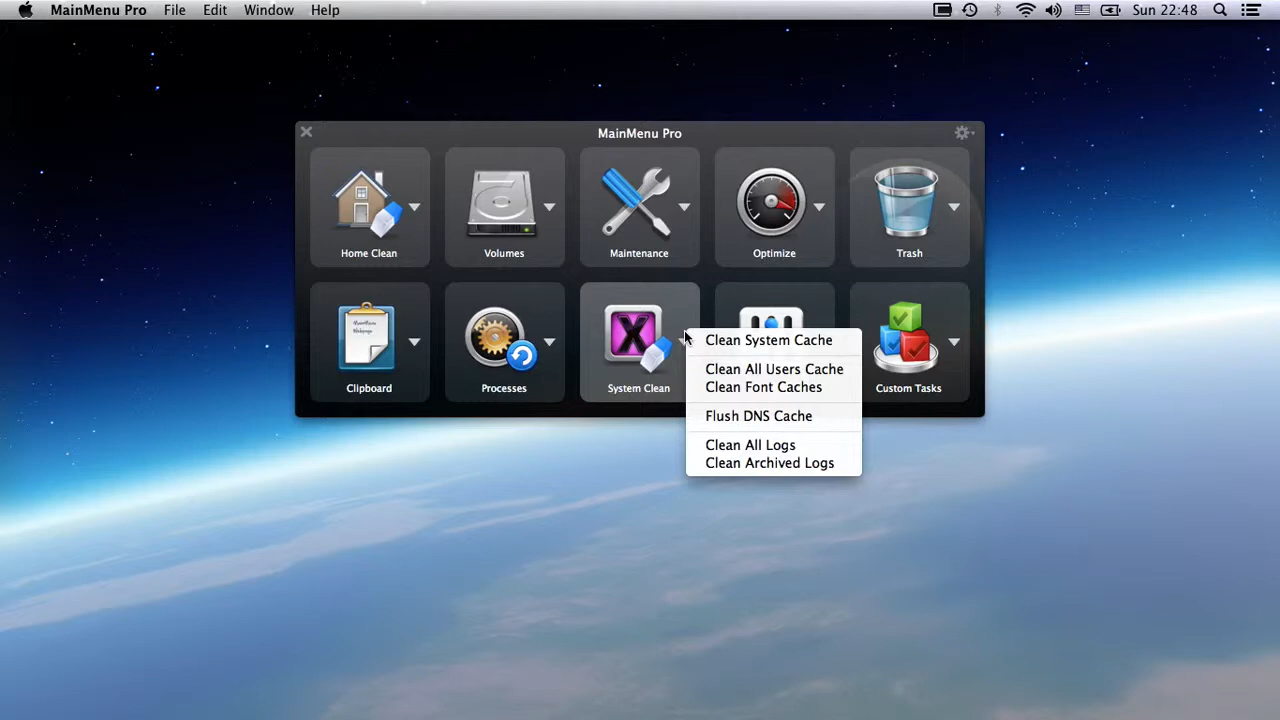 MainMenu Pro File Edit Window Help Sun 22:48
MainMenu Pro
Home Clean Volumes Maintenance Optimize Trash
Clipboard Processes System Clean Custom Tasks
Clean System Cache
Clean All Users Cache
Clean Font Caches
Flush DNS Cache
Clean All Logs
Clean Archived Logs